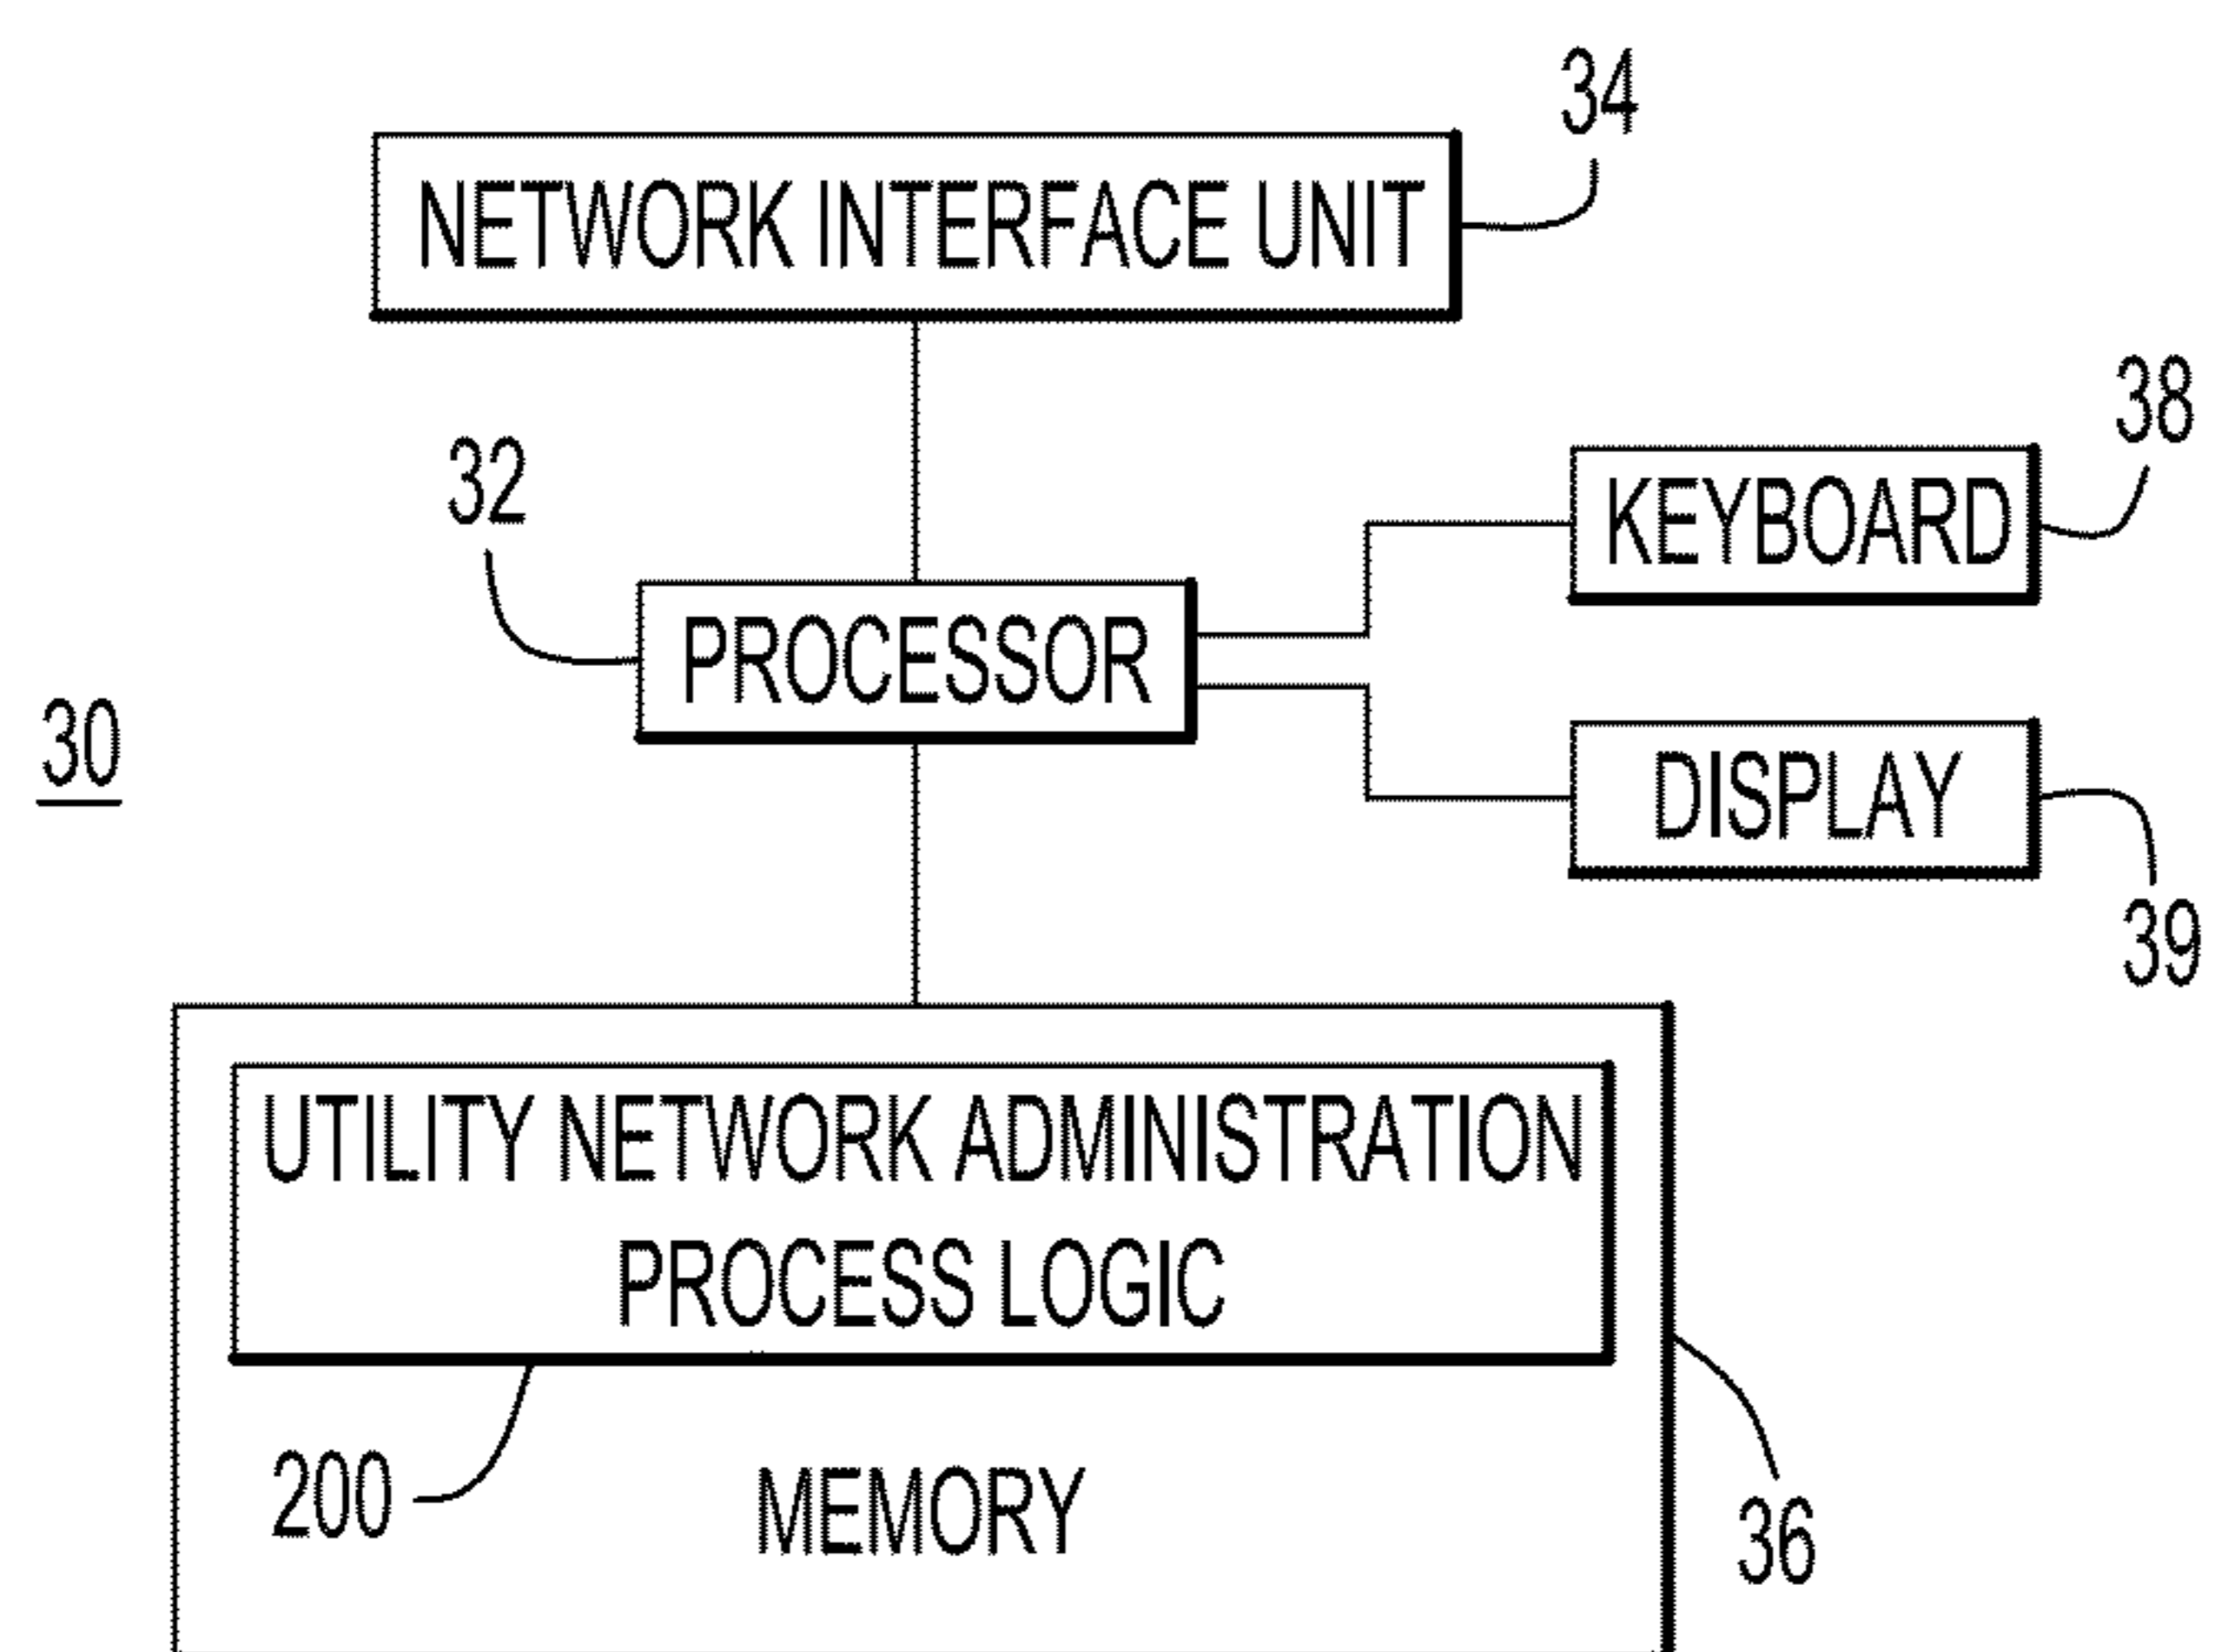 34
NETWORK INTERFACE UNIT
38
32
KEYBOARD
PROCESSOR
30
DISPLAY
39
UTILITY NETWORK ADMINISTRATION
PROCESS LOGIC
200
MEMORY
36